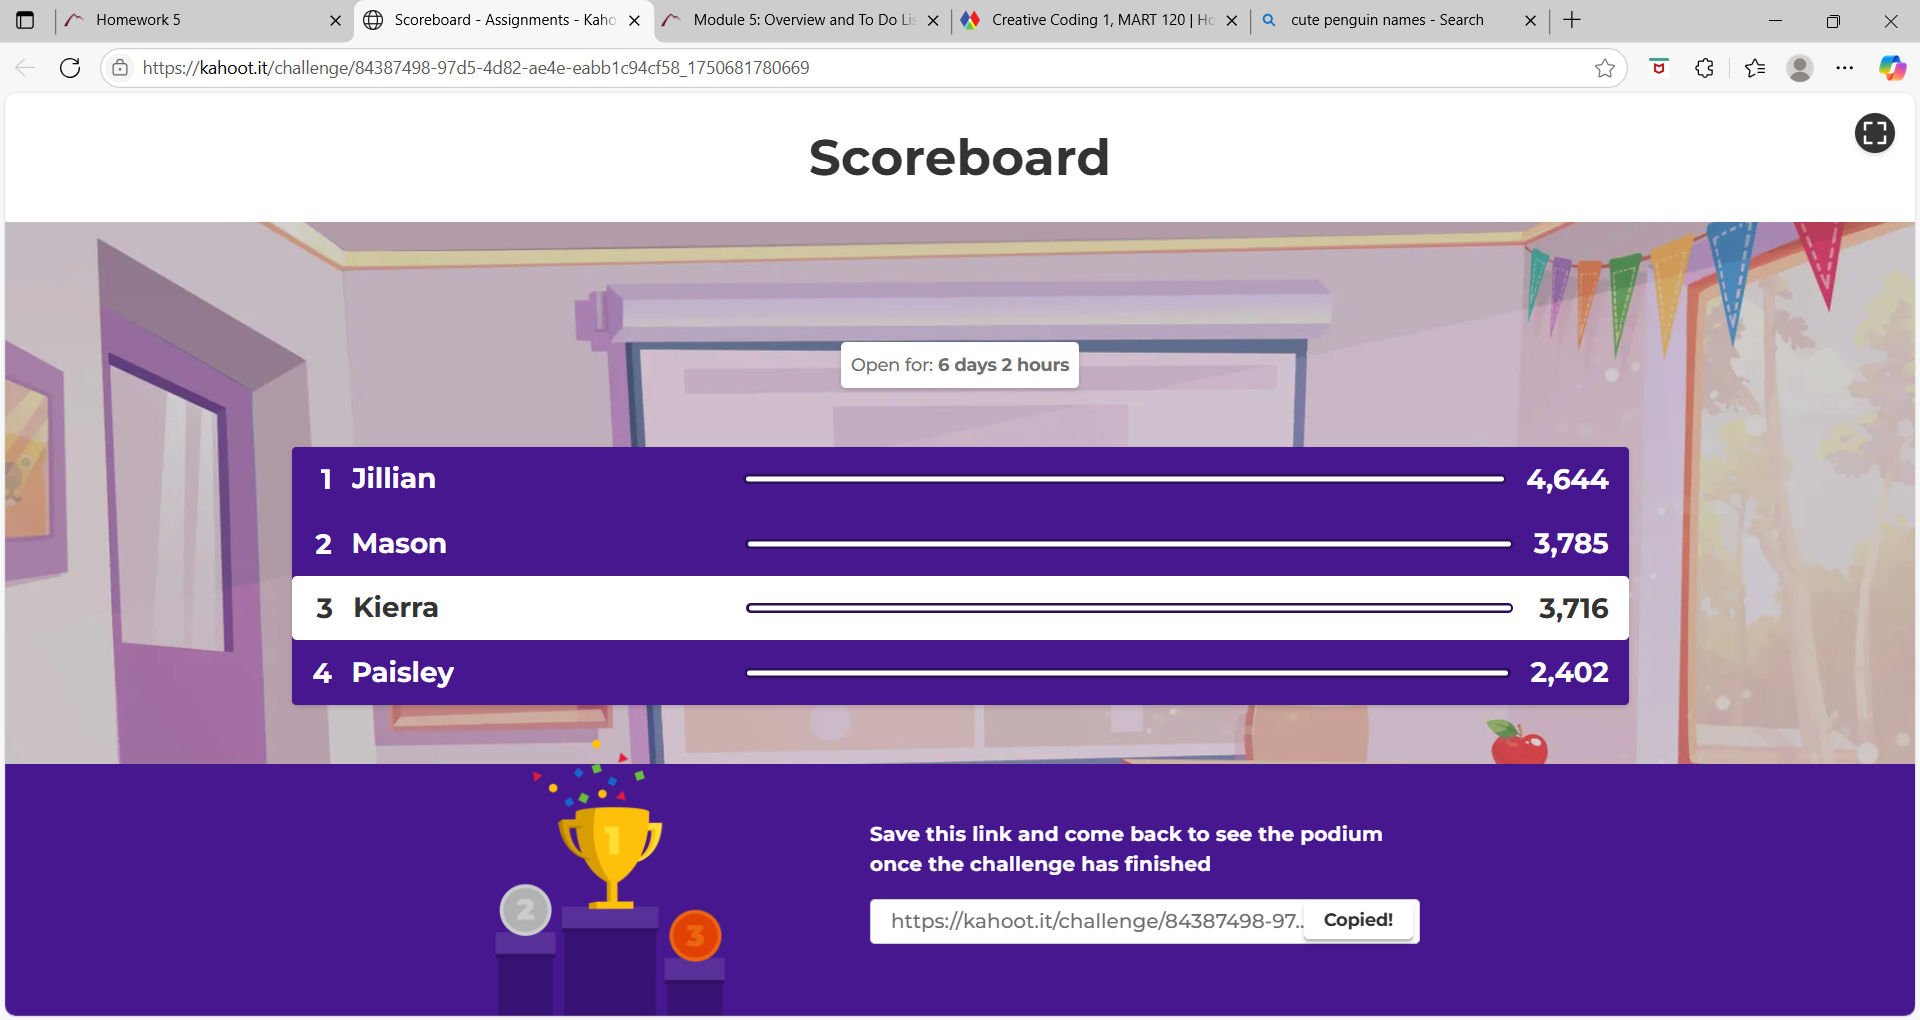 Homework 5
Scoreboard - Assignments - Kaho
Module 5: Overview and To Do Lis
Creative Coding 1, MART 120 | Ho
cute penguin names - Search
https://kahoot.it/challenge/84387498-97d5-4d82-ae4e-eabb1c94cf58_1750681780669
Scoreboard
Open for: 6 days 2 hours
1 Jillian 4,644
2 Mason 3,785
3 Kierra 3,716
4 Paisley 2,402
1
2
3
Save this link and come back to see the podium
once the challenge has finished
https://kahoot.it/challenge/84387498-97... Copied!